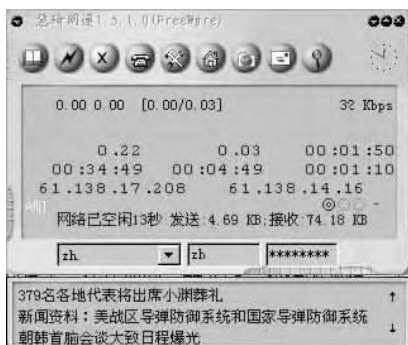 网通1.5.1.0(FreeWare)
0.00 0.00 [0.00/0.03] 32 Kbps
0.22 0.03 00:01:50
00:34:49 00:04:49 00:01:10
61.138.17.208 61.138.14.16
网络已空闲13秒 发送:4.69 KB;接收:74.18 KB
zh zh ********
379名各地代表将出席小渊葬礼
新闻资料：美战区导弹防御系统和国家导弹防御系统
朝韩首脑会谈大致日程曝光